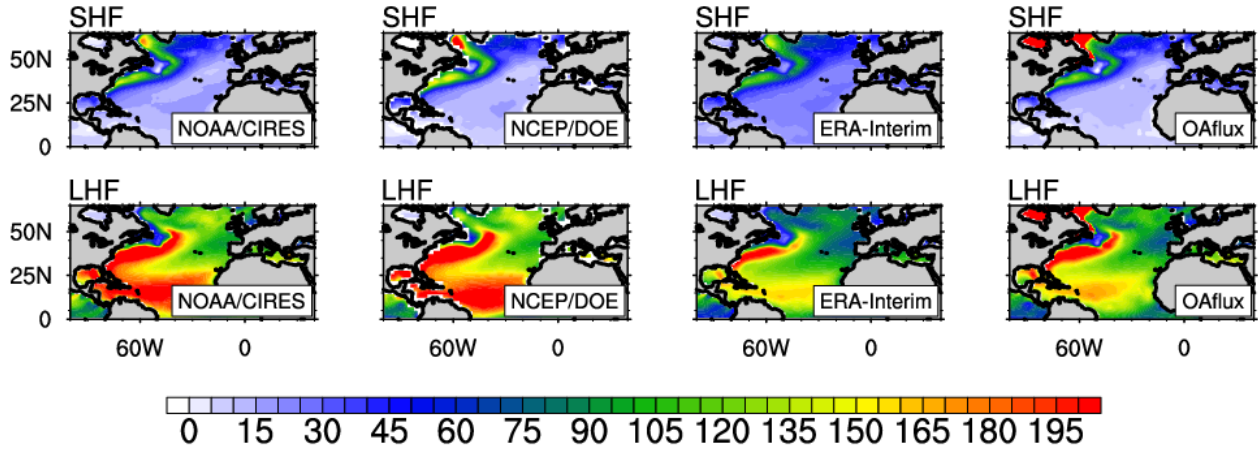 SHF SHF SHF SHF
50N
25N
0
NOAA/CIRES NCEP/DOE ERA-Interim OAflux
LHF LHF LHF LHF
50N
25N
0
NOAA/CIRES NCEP/DOE ERA-Interim OAflux
60W 0 60W 0 60W 0 60W 0
0 15 30 45 60 75 90 105 120 135 150 165 180 195